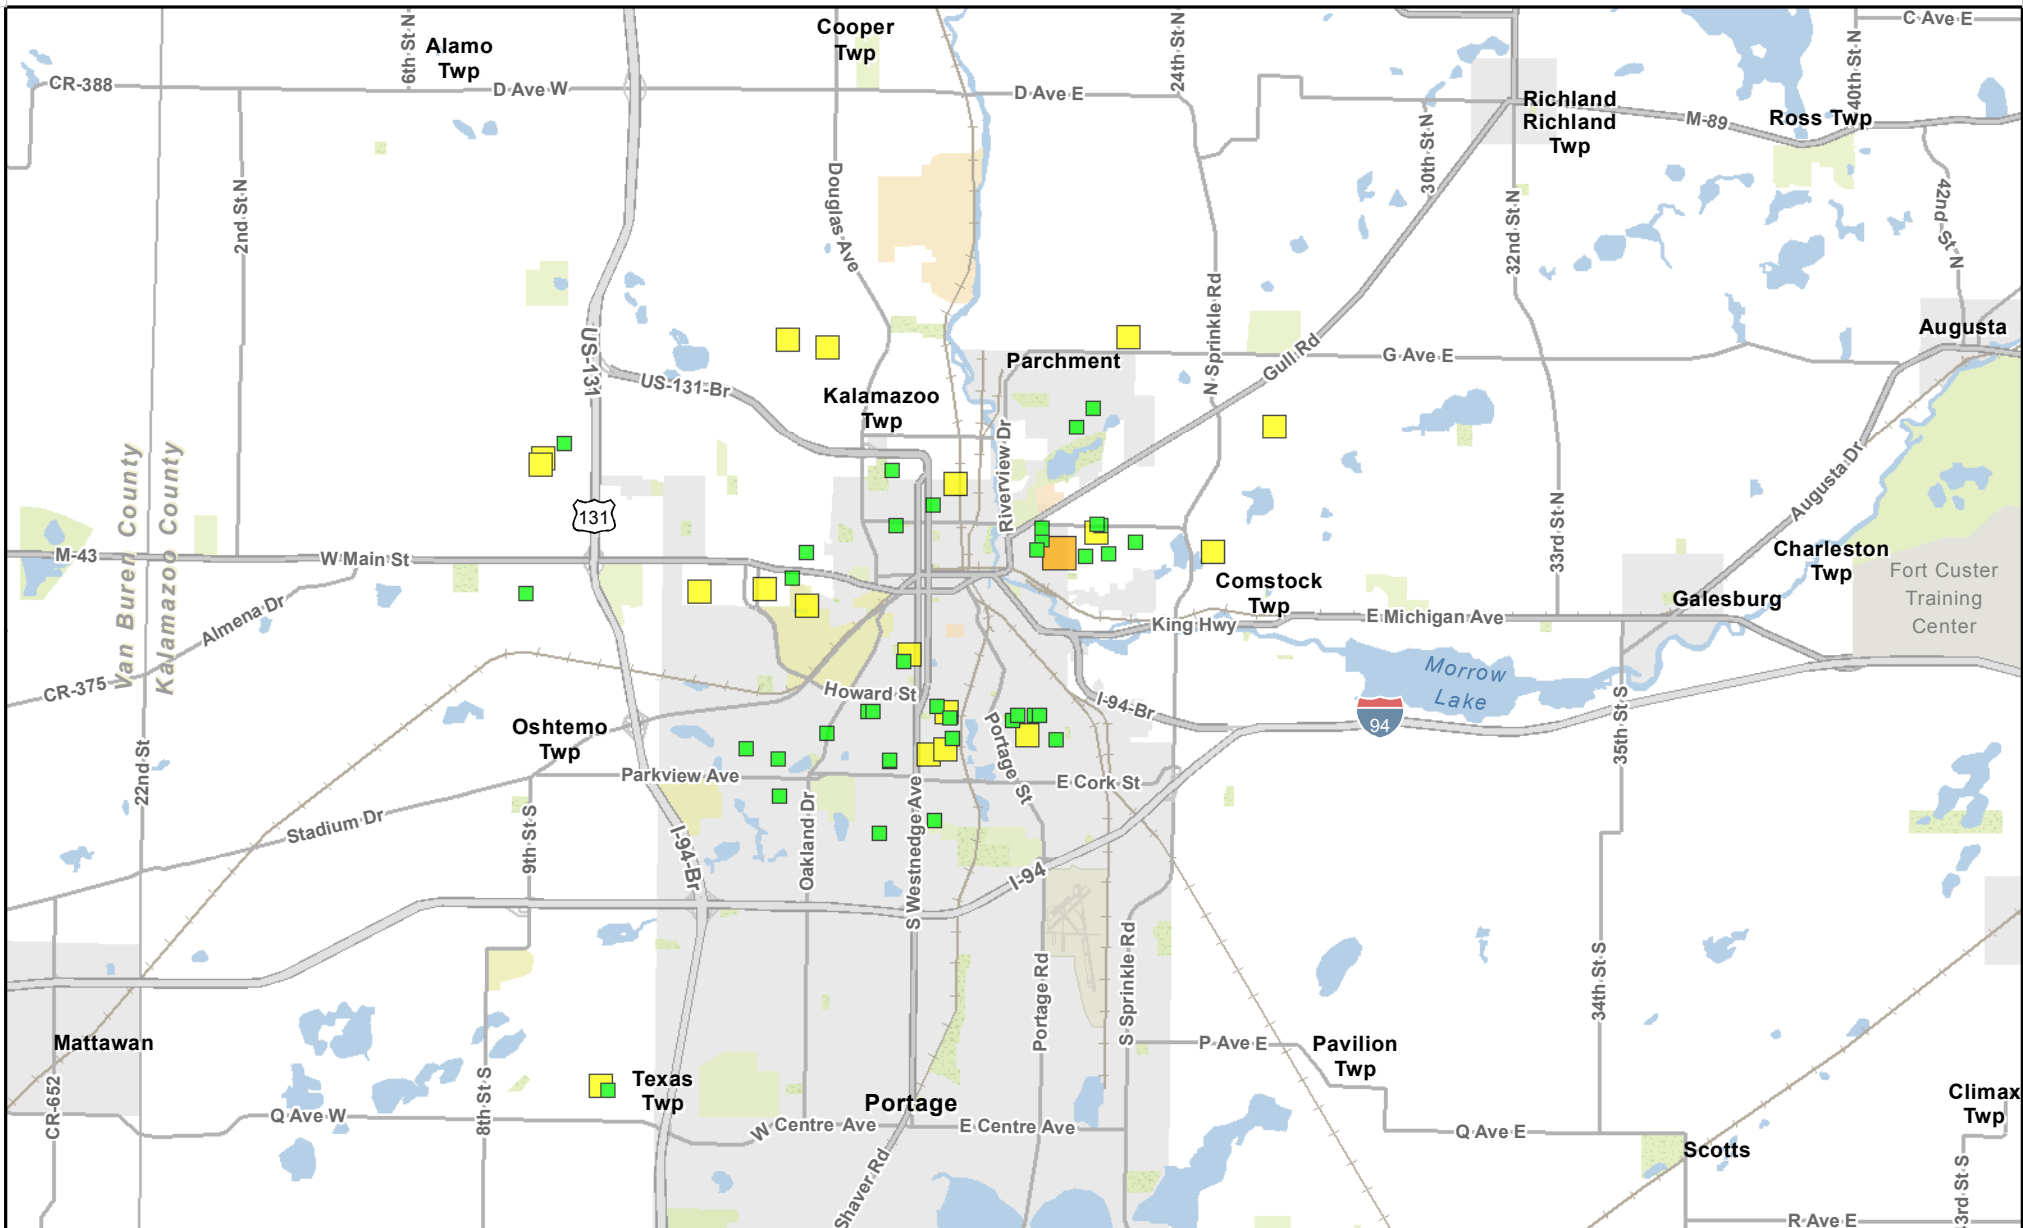 C Ave E
6th St N
Alamo
Twp
Cooper
Twp
24th St N
40th St N
CR-388
D Ave W
D Ave E
Richland
Richland
Twp
M-89
Ross Twp
30th St N
2nd St N
Douglas Ave
32nd St N
42nd St N
N Sprinkle Rd
US-131
US-131-Br
Parchment
Gull Rd
G Ave E
Augusta
Kalamazoo
Twp
Riverview Dr
Van Buren County
Kalamazoo County
131
33rd St N
Augusta Dr
M-43
W Main St
Charleston
Twp
Fort Custer
Training
Center
Comstock
Twp
Galesburg
Almena Dr
King Hwy
E Michigan Ave
CR-375
Howard St
I-94-Br
Morrow
Lake
94
35th St S
Oshtemo
Twp
Portage St
22nd St
Parkview Ave
E Cork St
Stadium Dr
9th St S
I-94-Br
Oakland Dr
S Westnedge Ave
I-94
Portage Rd
S Sprinkle Rd
34th St S
Mattawan
P Ave E
Pavilion
Twp
CR-652
8th St S
Texas
Twp
Portage
Q Ave W
W Centre Ave
E Centre Ave
Q Ave E
Climax
Twp
Scotts
Shaver Rd
3rd St S
R Ave E